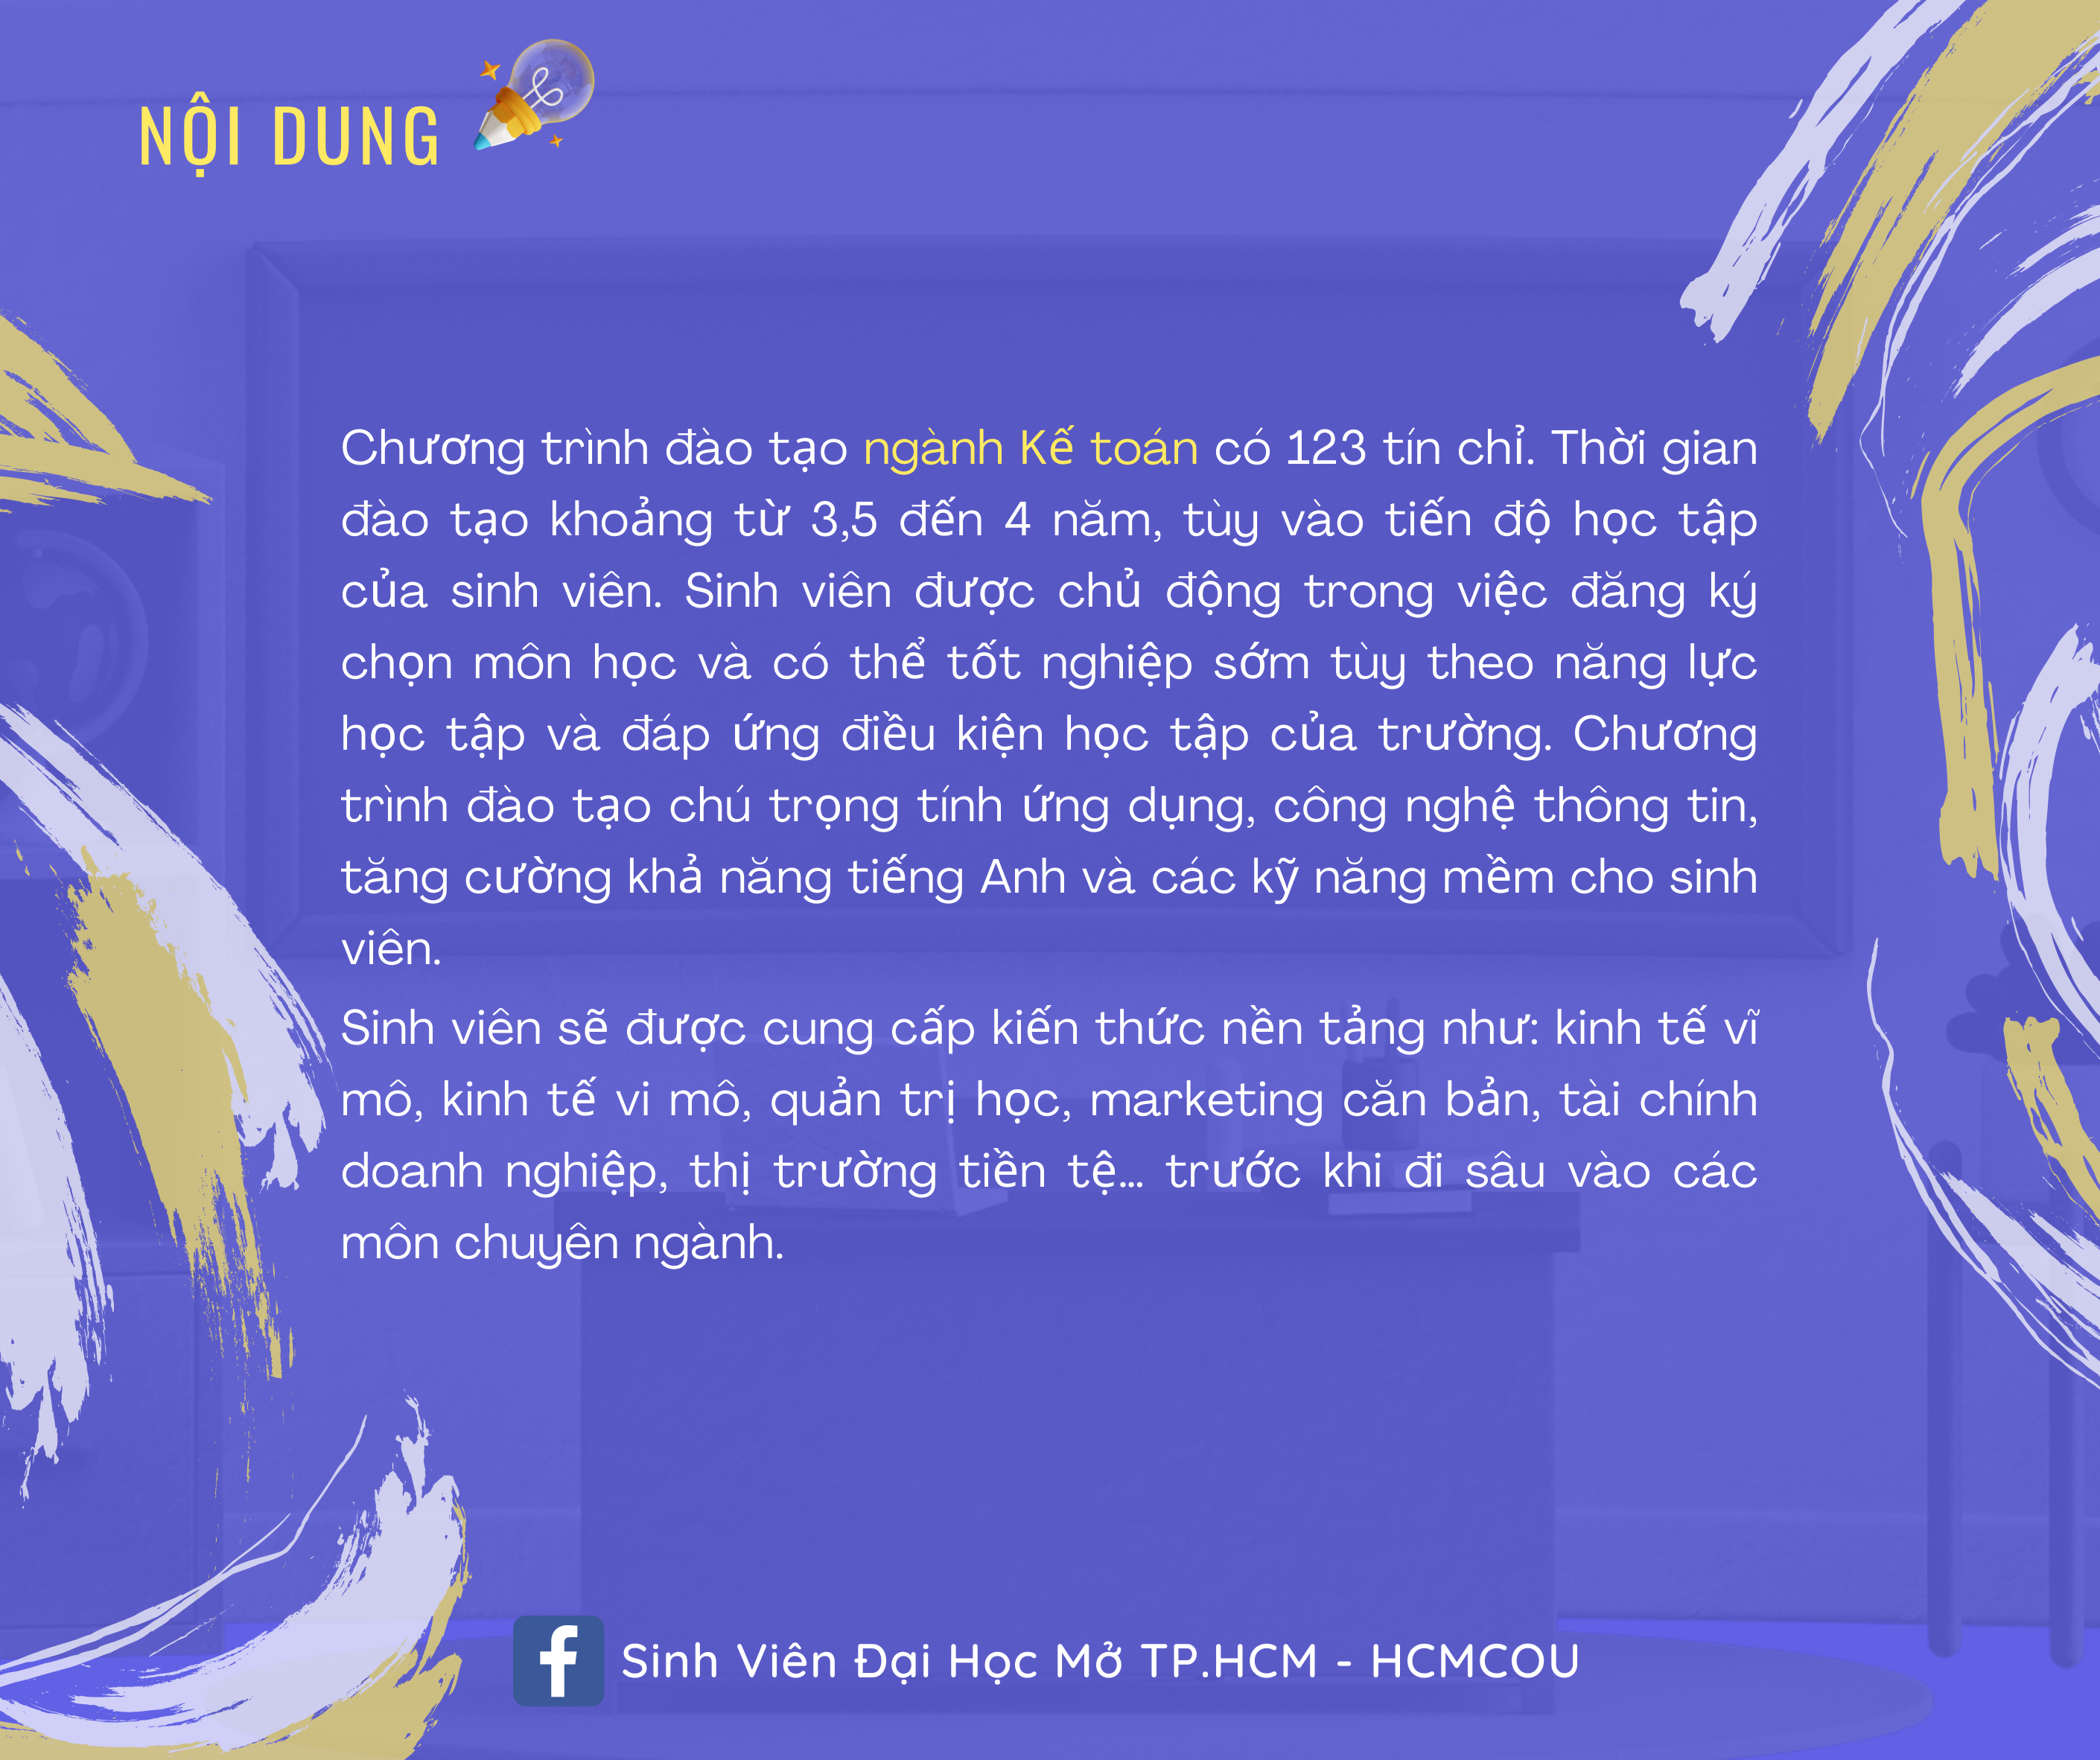 NỘI DUNG
Chương trình đào tạo ngành Kế toán có 123 tín chỉ. Thời gian
đào tạo khoảng từ 3,5 đến 4 năm, tùy vào tiến độ học tập
của sinh viên. Sinh viên được chủ động trong việc đăng ký
chọn môn học và có thể tốt nghiệp sớm tùy theo năng lực
học tập và đáp ứng điều kiện học tập của trường. Chương
trình đào tạo chú trọng tính ứng dụng, công nghệ thông tin,
tăng cường khả năng tiếng Anh và các kỹ năng mềm cho sinh
viên.
Sinh viên sẽ được cung cấp kiến thức nền tảng như: kinh tế vĩ
mô, kinh tế vi mô, quản trị học, marketing căn bản, tài chính
doanh nghiệp, thị trường tiền tệ... trước khi đi sâu vào các
môn chuyên ngành.
Sinh Viên Đại Học Mở TP.HCM - HCMCOU